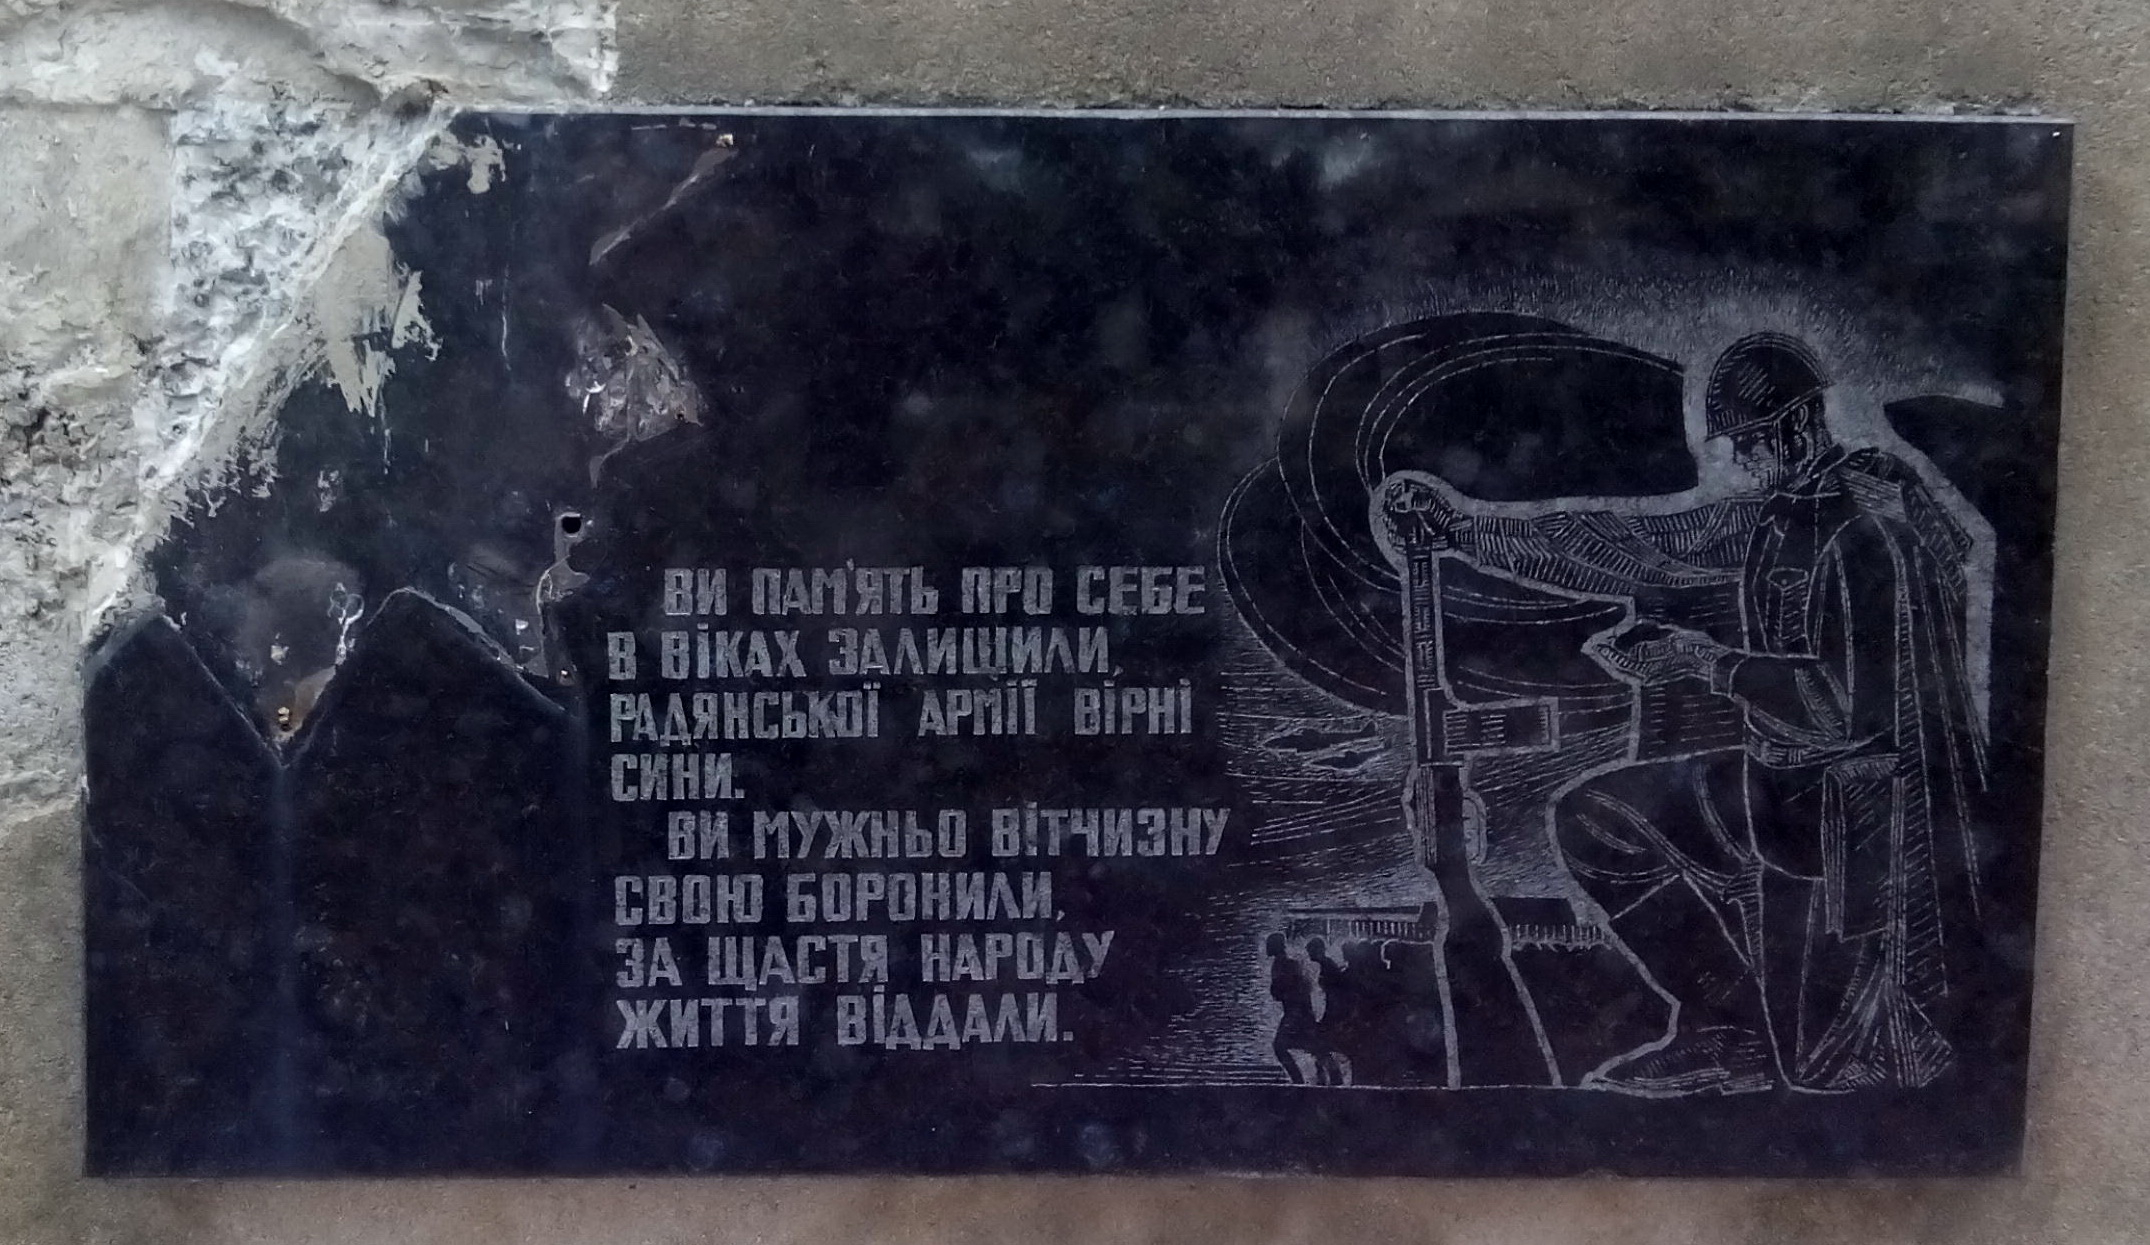 ВИ ПАМ'ЯТЬ ПРО СЕБЕ
В ВІКАХ ЗАЛИШИЛИ,
РАДЯНСЬКОЇ АРМІЇ ВІРНІ
СИНИ.
ВИ МУЖНЬО ВІТЧИЗНУ
СВОЮ БОРОНИЛИ,
ЗА ЩАСТЯ НАРОДУ
ЖИТТЯ ВІДДАЛИ.